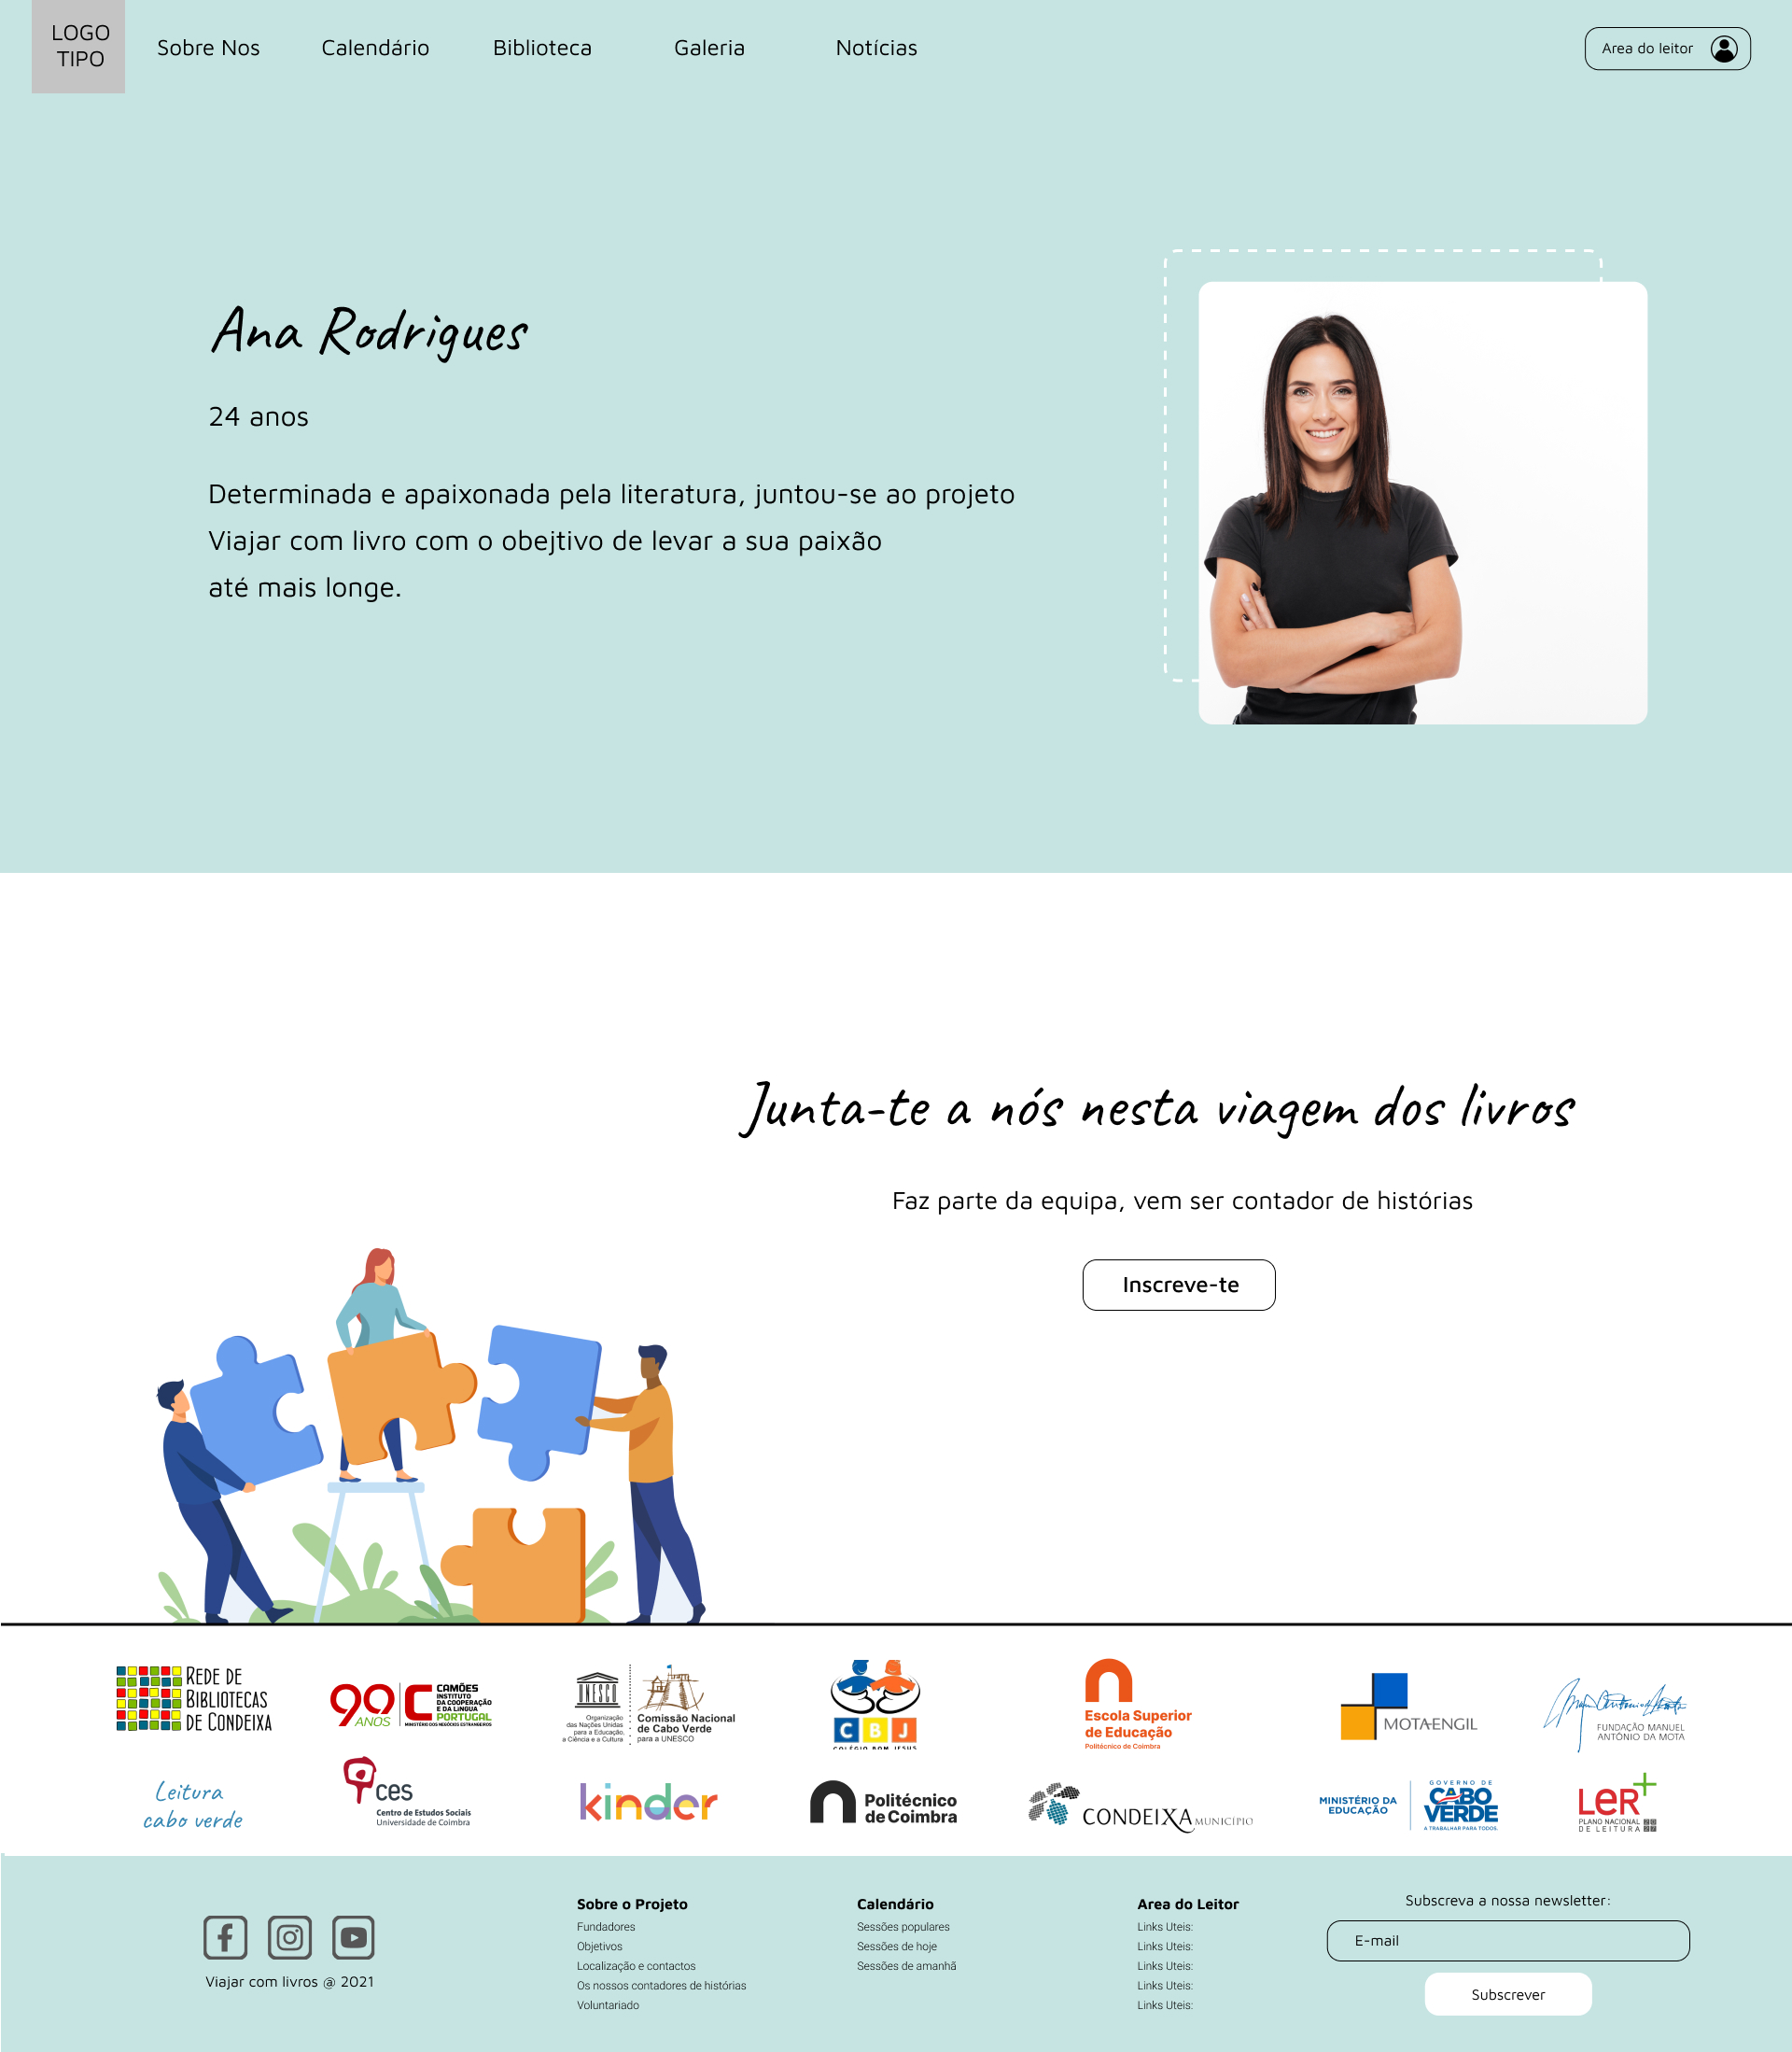 LOGO
TIPO
Sobre Nos
Calendário
Biblioteca
Galeria
Notícias
Area do leitor
Ana Rodrigues
24 anos
Determinada e apaixonada pela literatura, juntou-se ao projeto
Viajar com livro com o obejtivo de levar a sua paixão
até mais longe.
Junta-te a nós nesta viagem dos livros
Faz parte da equipa, vem ser contador de histórias
Inscreve-te
REDE DE
BIBLIOTECAS
DE CONDEIXA
90
ANOS
CAMÕES
INSTITUTO
DA COOPERAÇÃO
E DA LÍNGUA
PORTUGAL
MINISTÉRIO DOS NEGÓCIOS ESTRANGEIROS
UNESCO
Organização
das Nações Unidas
para a Educação,
a Ciência e a Cultura
Comissão Nacional
de Cabo Verde
para a UNESCO
CBJ
COLÉGIO BOM JESUS
Escola Superior
de Educação
Politécnico de Coimbra
MOTA-ENGIL
FUNDAÇÃO MANUEL
ANTÓNIO DA MOTA
Leitura
cabo verde
ces
Centro de Estudos Sociais
Universidade de Coimbra
kinder
Politécnico
de Coimbra
CONDEIXA MUNICÍPIO
MINISTÉRIO DA
EDUCAÇÃO
GOVERNO DE
CABO
VERDE
A TRABALHAR PARA TODOS.
LeR+
PLANO NACIONAL
DE LEITURA
Viajar com livros @ 2021
Sobre o Projeto
Fundadores
Objetivos
Localização e contactos
Os nossos contadores de histórias
Voluntariado
Calendário
Sessões populares
Sessões de hoje
Sessões de amanhã
Area do Leitor
Links Uteis:
Links Uteis:
Links Uteis:
Links Uteis:
Links Uteis:
Subscreva a nossa newsletter:
E-mail
Subscrever